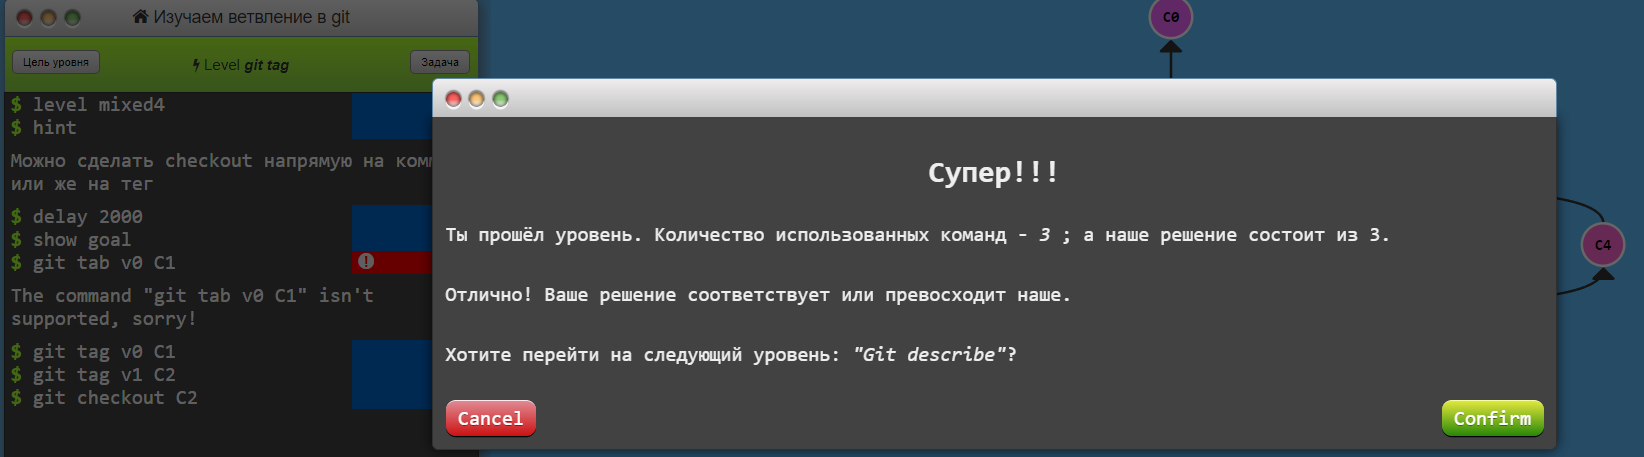 Изучаем ветвление в git
Цель уровня
Level git tag
Задача
$ level mixed4
$ hint
Можно сделать checkout напрямую на
или же на тег
$ delay 2000
$ show goal
$ git tab v0 C1
The command "git tab v0 C1" isn't
supported, sorry!
$ git tag v0 C1
$ git tag v1 C2
$ git checkout C2
C0
Супер!!!
Ты прошёл уровень. Количество использованных команд - 3 ; а наше решение состоит из 3.
Отлично! Ваше решение соответствует или превосходит наше.
Хотите перейти на следующий уровень: "Git describe"?
Cancel
Confirm
C4